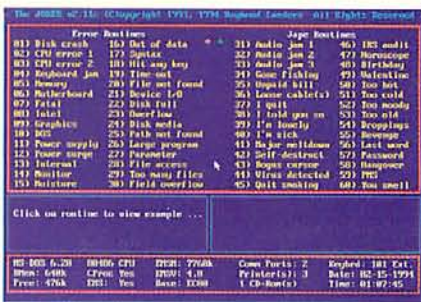 The JOKER v2.11c (C)opyright 1991, 1994 Raymond Landers All Rights Reserved
Error Routines
01) Disk crash 16) Out of data
02) CPU error 1 17) Syntax
03) CPU error 2 18) Hit any key
04) Keyboard jam 19) Time-out
05) Memory 20) File not found
06) Motherboard 21) Device I/O
07) Fatal 22) Disk full
08) Intel 23) Overflow
09) Graphics 24) Disk media
10) DOS 25) Path not found
11) Power supply 26) Large program
12) Power surge 27) Parameter
13) Internal 28) File access
14) Monitor 29) Too many files
15) Moisture 30) Field overflow
Jape Routines
31) Audio jam 1 46) IRS audit
32) Audio jam 2 47) Horoscope
33) Audio jam 3 48) Birthday
34) Gone fishing 49) Valentine
35) Unpaid bill 50) Too hot
36) Loose cable(s) 51) Too cold
37) I quit 52) Too moody
38) I told you so 53) Too old
39) I'm lonely 54) Dropplings
40) I'm sick 55) Revenge
41) Major meltdown 56) Last word
42) Self-destruct 57) Password
43) Bogus cursor 58) Hangover
44) Virus detected 59) PMS
45) Quit smoking 60) You smell
Click on routine to view example ...
MS-DOS 6.20 80486 CPU EMSM: 7760k Comm Ports: 2 Keybrd: 101 Ext.
BMem: 640k CProc Yes EMSV: 4.0 Printer(s): 3 Date: 02-15-1994
Free: 476k EMS: Yes Base: EC00 1 CD-Rom(s) Time: 01:07:45